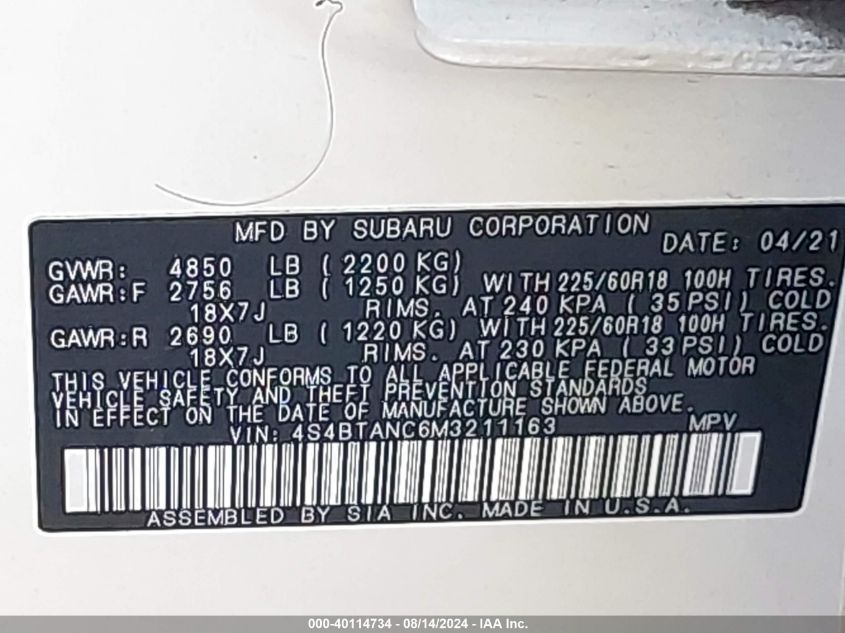 MFD BY SUBARU CORPORATION
DATE: 04/21
GVWR: 4850 LB ( 2200 KG)
GAWR:F 2756 LB ( 1250 KG) WITH 225/60R18 100H TIRES.
18X7J RIMS. AT 240 KPA ( 35 PSI) COLD
GAWR:R 2690 LB ( 1220 KG) WITH 225/60R18 100H TIRES.
18X7J RIMS. AT 230 KPA ( 33 PSI) COLD
THIS VEHICLE CONFORMS TO ALL APPLICABLE FEDERAL MOTOR
VEHICLE SAFETY AND THEFT PREVENTION STANDARDS
IN EFFECT ON THE DATE OF MANUFACTURE SHOWN ABOVE.
VIN: 4S4BTANC6M3211163 MPV
ASSEMBLED BY SIA INC. MADE IN U.S.A.
000-40114734 - 08/14/2024 - IAA Inc.